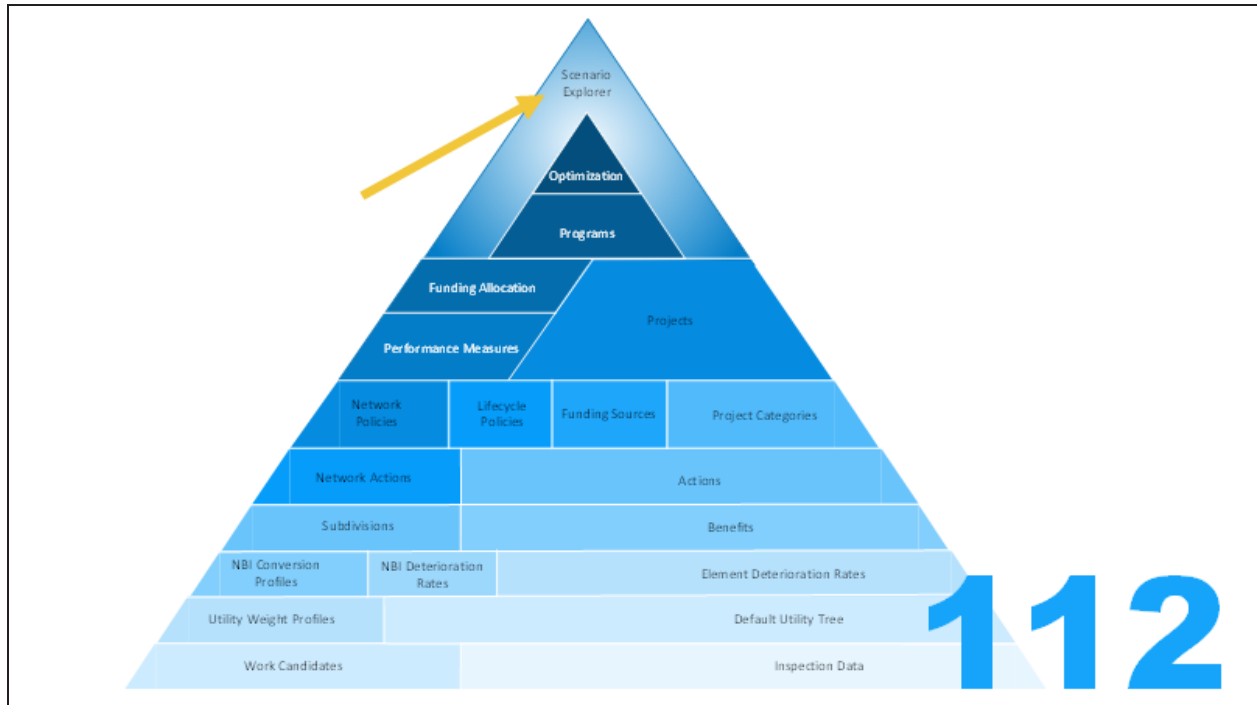 Scenario
Explorer
Optimization
Programs
Funding Allocation
Projects
Performance Measures
Network
Policies
Lifecycle
Policies
Funding Sources
Project Categories
Network Actions
Actions
Subdivisions
Benefits
NBI Conversion
Profiles
NBI Deterioration
Rates
Element Deterioration Rates
Utility Weight Profiles
Default Utility Tree
Work Candidates
Inspection Data
112